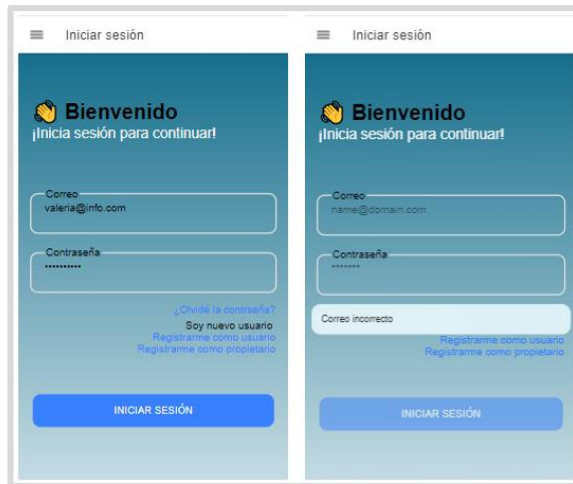 Iniciar sesión
Bienvenido
¡Inicia sesión para continuar!
Correo
valeria@info.com
Contraseña
¿Olvidé la contrseña?
Soy nuevo usuario
Registrarme como usuario
Registrarme como propietario
INICIAR SESIÓN
Iniciar sesión
Bienvenido
¡Inicia sesión para continuar!
Correo
name@domain.com
Contraseña
Correo incorrecto
Registrarme como usuario
Registrarme como propietario
INICIAR SESIÓN